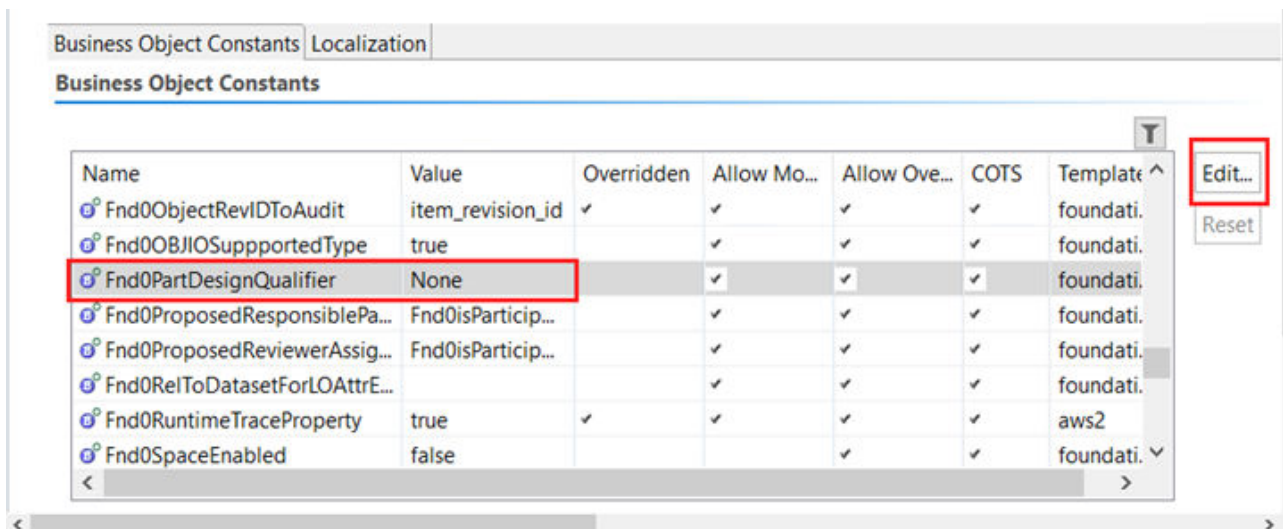 Business Object Constants Localization
Business Object Constants
Name Value Overridden Allow Mo... Allow Ove... COTS Template
Edit...
Fnd0ObjectRevIDToAudit item_revision_id foundati.
Reset
Fnd0OBJIOSuppportedType true foundati.
Fnd0PartDesignQualifier None foundati.
Fnd0ProposedResponsiblePa... Fnd0isParticip... foundati.
Fnd0ProposedReviewerAssig... Fnd0isParticip... foundati.
Fnd0RelToDatasetForLOAttrE... foundati.
Fnd0RuntimeTraceProperty true aws2
Fnd0SpaceEnabled false foundati.